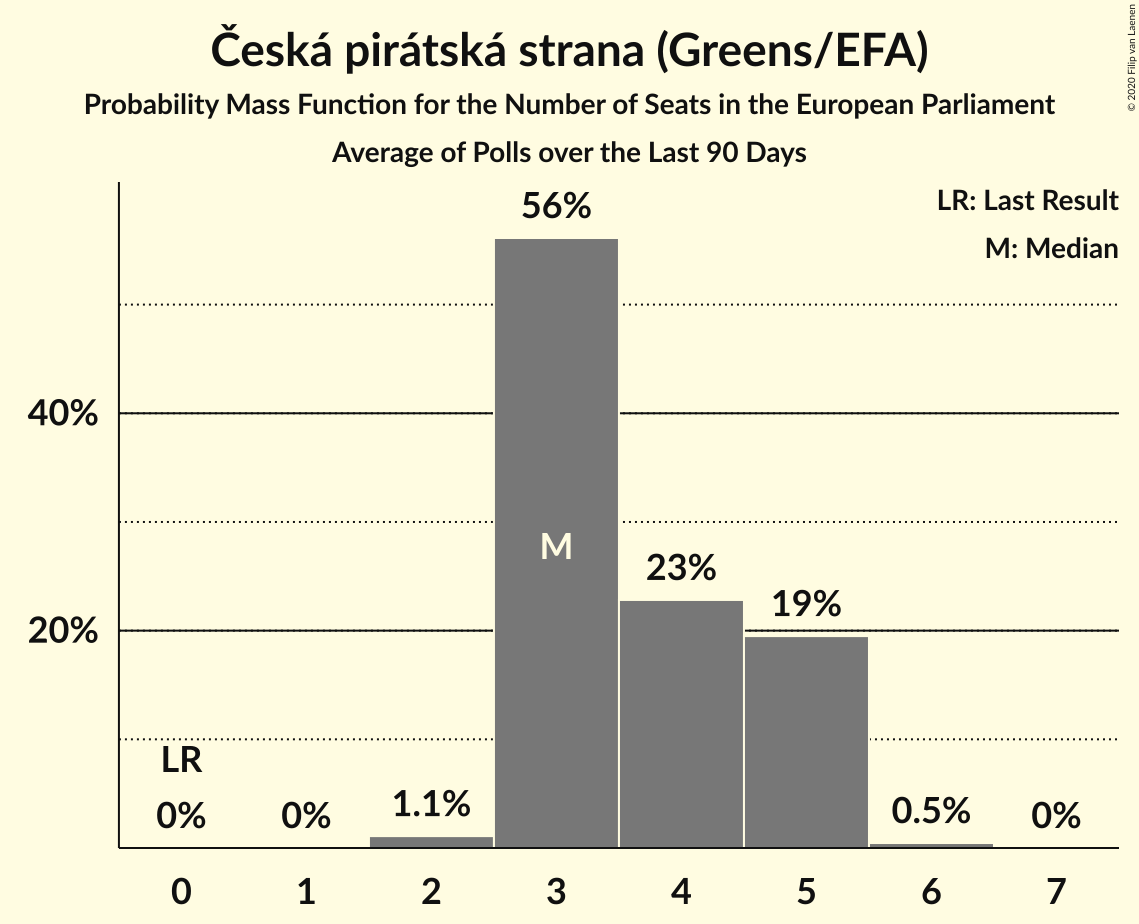 Česká pirátská strana (Greens/EFA)
Probability Mass Function for the Number of Seats in the European Parliament
Average of Polls over the Last 90 Days
© 2020 Filip van Laenen
LR: Last Result
M: Median
56%
40%
M
23%
19%
20%
LR
0%
0%
1.1%
0.5%
0%
0 1 2 3 4 5 6 7